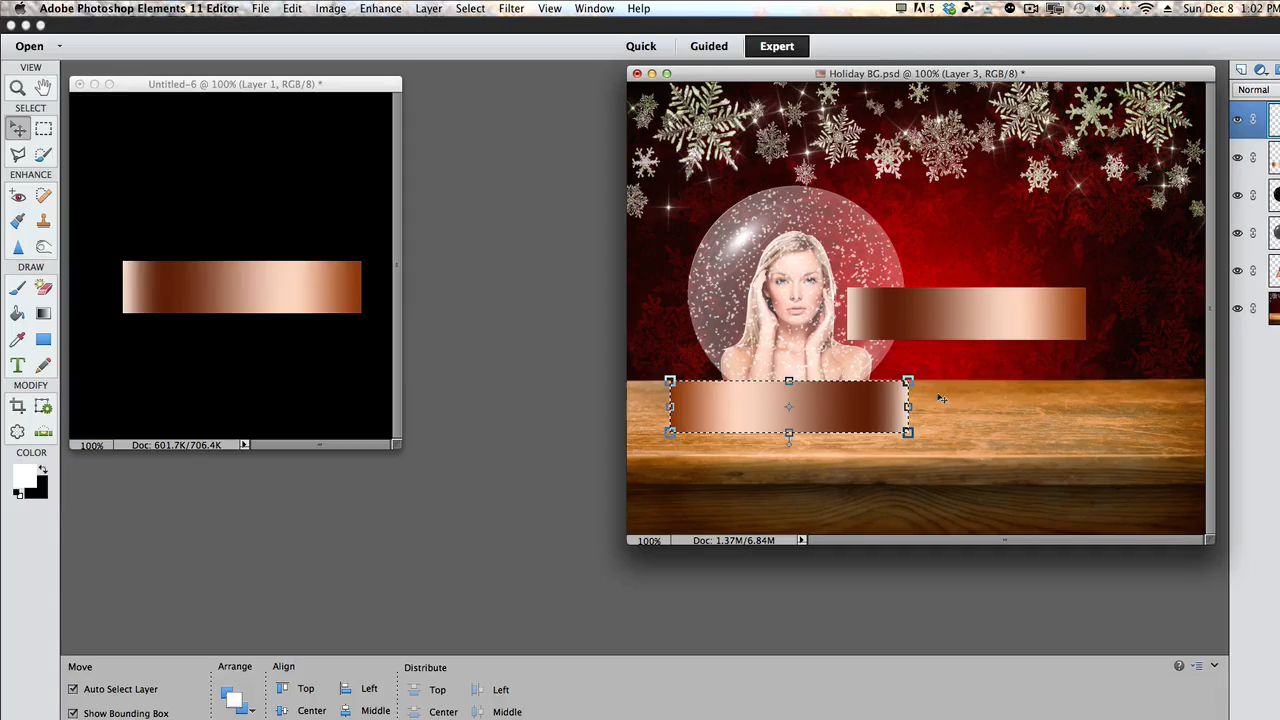 Adobe Photoshop Elements 11 Editor File Edit Image Enhance Layer Select Filter View Window Help 5 Sun Dec 8 1:02 PM
Open Quick Guided Expert
VIEW
Untitled-6 @ 100% (Layer 1, RGB/8) *
Holiday BG.psd @ 100% (Layer 3, RGB/8) *
Normal
SELECT
ENHANCE
DRAW
T
MODIFY
COLOR
100% Doc: 601.7K/706.4K
100% Doc: 1.37M/6.84M
Move Arrange Align Distribute
Auto Select Layer Top Left Top Left
Show Bounding Box Center Middle Center Middle